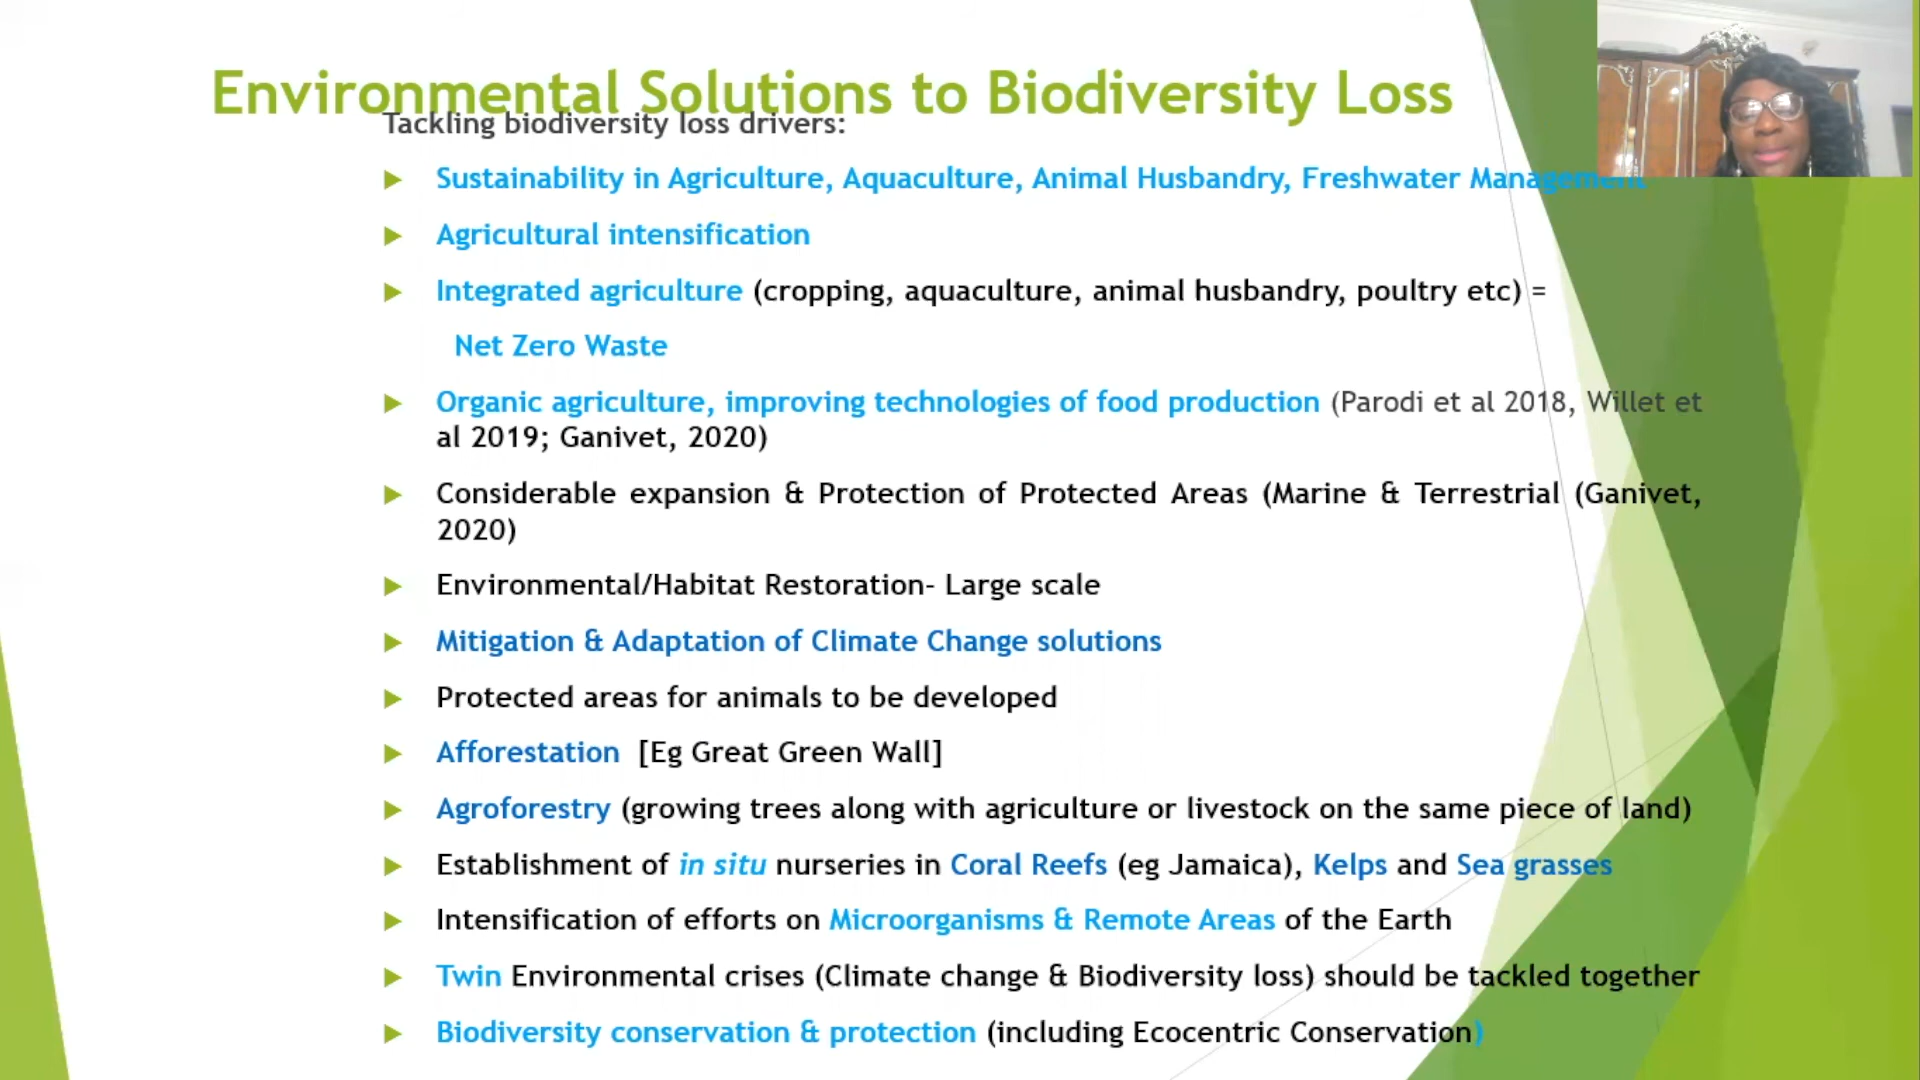 Environmental Solutions to Biodiversity Loss
Tackling biodiversity loss drivers:
Sustainability in Agriculture, Aquaculture, Animal Husbandry, Freshwater Management
Agricultural intensification
Integrated agriculture (cropping, aquaculture, animal husbandry, poultry etc) =
Net Zero Waste
Organic agriculture, improving technologies of food production (Parodi et al 2018, Willet et
al 2019; Ganivet, 2020)
Considerable expansion & Protection of Protected Areas (Marine & Terrestrial (Ganivet,
2020)
Environmental/Habitat Restoration- Large scale
Mitigation & Adaptation of Climate Change solutions
Protected areas for animals to be developed
Afforestation [Eg Great Green Wall]
Agroforestry (growing trees along with agriculture or livestock on the same piece of land)
Establishment of in situ nurseries in Coral Reefs (eg Jamaica), Kelps and Sea grasses
Intensification of efforts on Microorganisms & Remote Areas of the Earth
Twin Environmental crises (Climate change & Biodiversity loss) should be tackled together
Biodiversity conservation & protection (including Ecocentric Conservation)